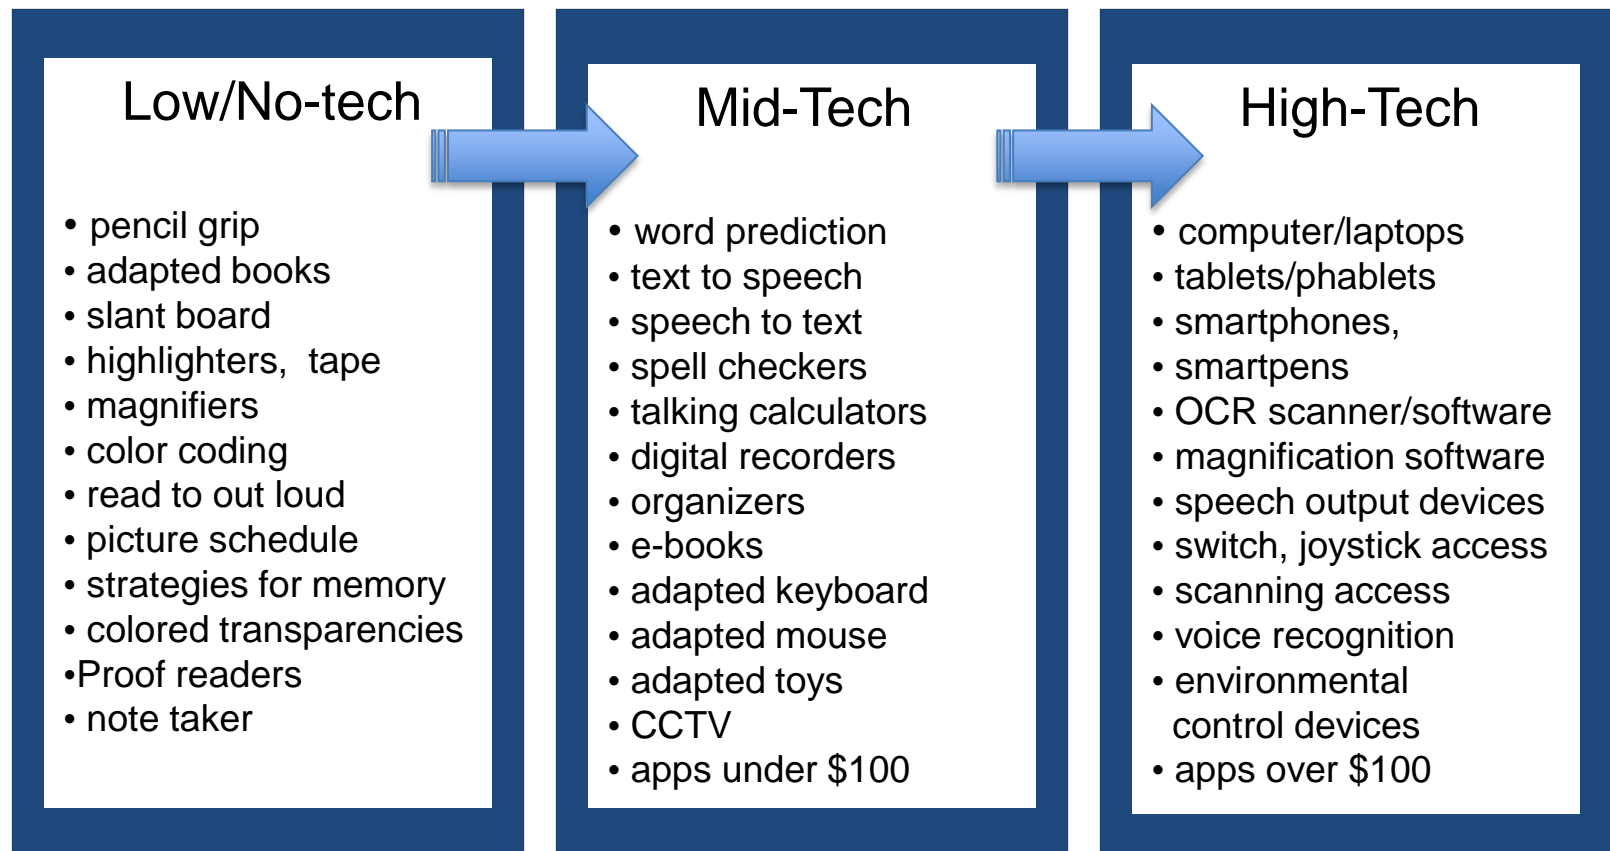 Low/No-tech
• pencil grip
• adapted books
• slant board
• highlighters,  tape
• magnifiers
• color coding
• read to out loud
• picture schedule
• strategies for memory
• colored transparencies
•Proof readers
• note taker
Mid-Tech
• word prediction
• text to speech
• speech to text
• spell checkers
• talking calculators
• digital recorders
• organizers
• e-books
• adapted keyboard
• adapted mouse
• adapted toys
• CCTV
• apps under $100
High-Tech
• computer/laptops
• tablets/phablets
• smartphones,
• smartpens
• OCR scanner/software
• magnification software
• speech output devices
• switch, joystick access
• scanning access
• voice recognition
• environmental
control devices
• apps over $100